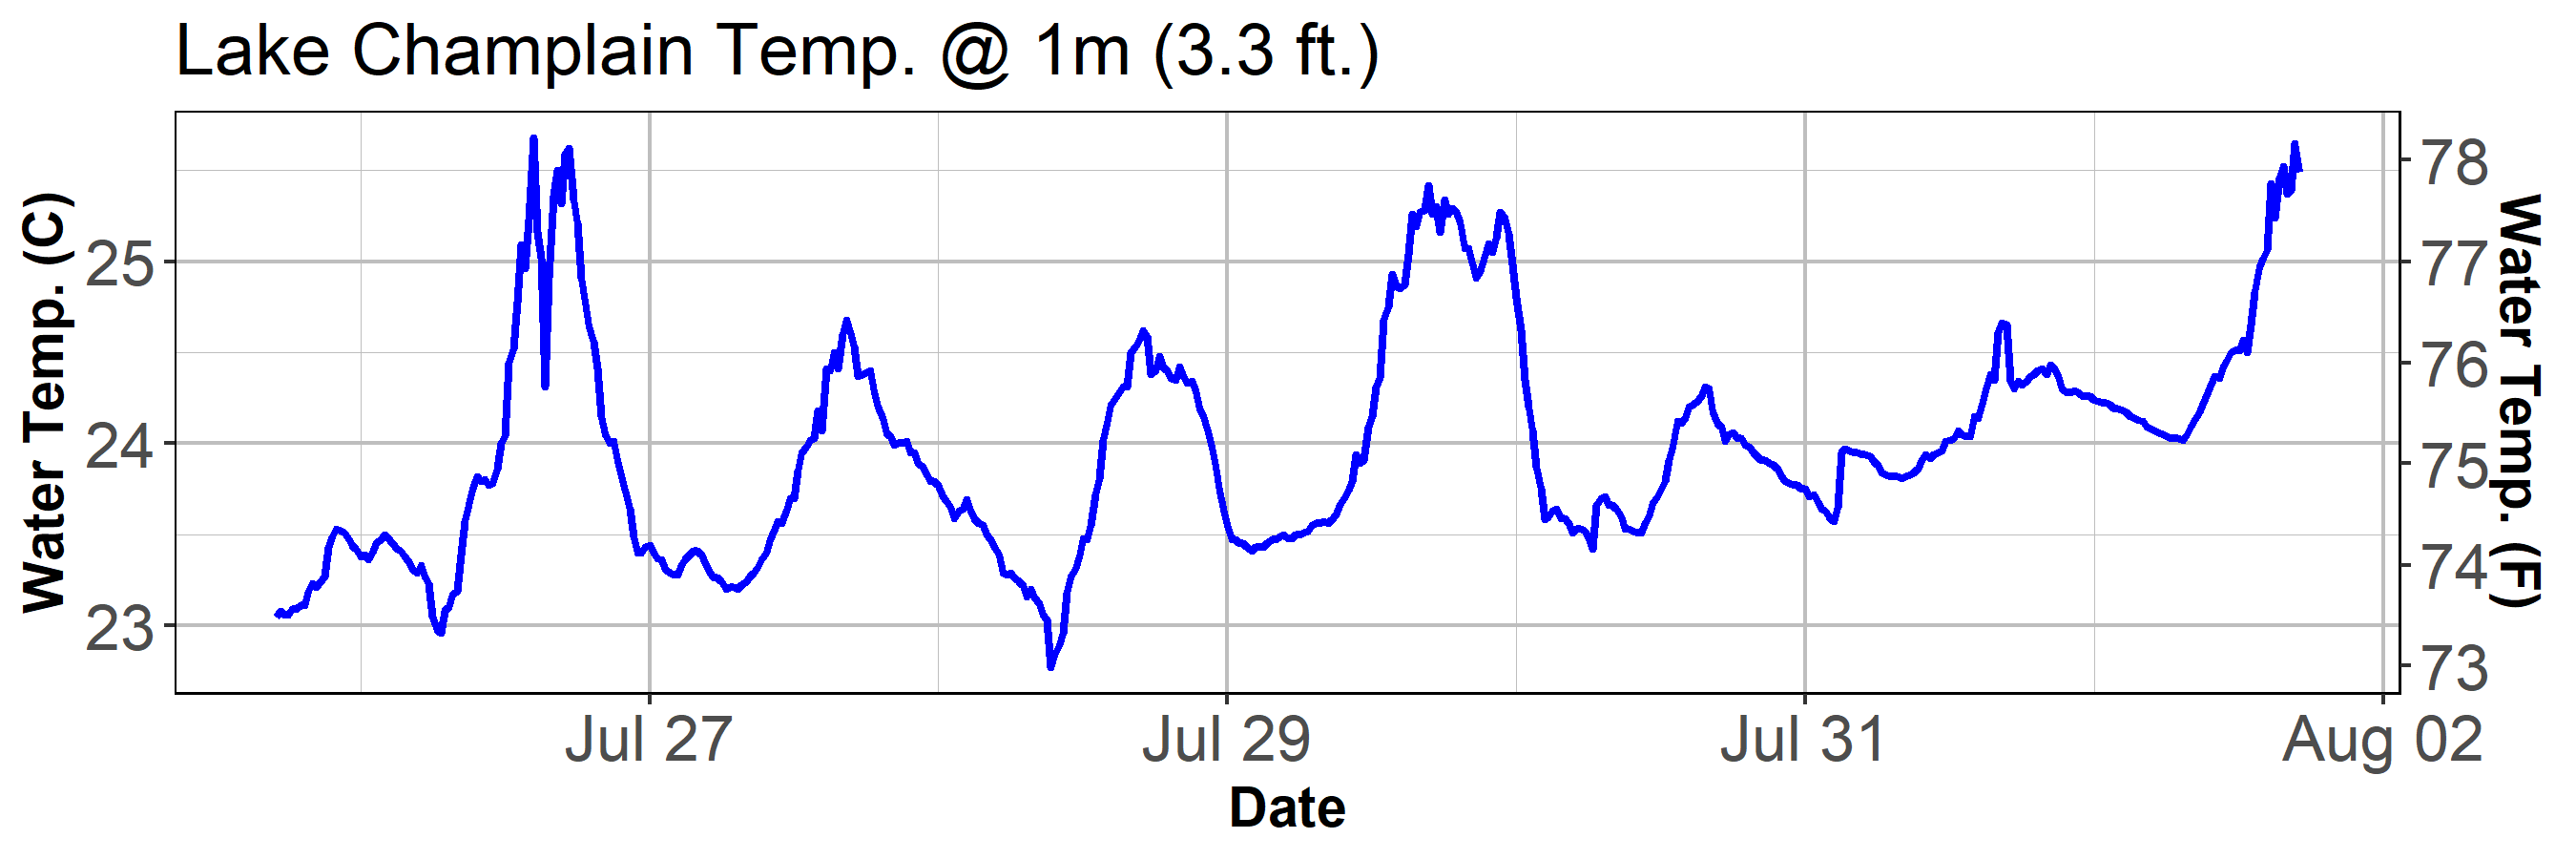 Lake Champlain Temp. @ 1m (3.3 ft.)
Water Temp. (C)
25
24
23
78
77
76
75
74
73
Water Temp. (F)
Jul 27
Jul 29
Jul 31
Aug 02
Date